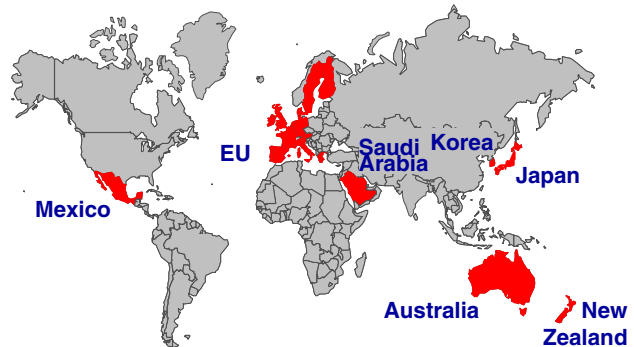 EU
Saudi
Arabia
Korea
Japan
Mexico
Australia
New
Zealand